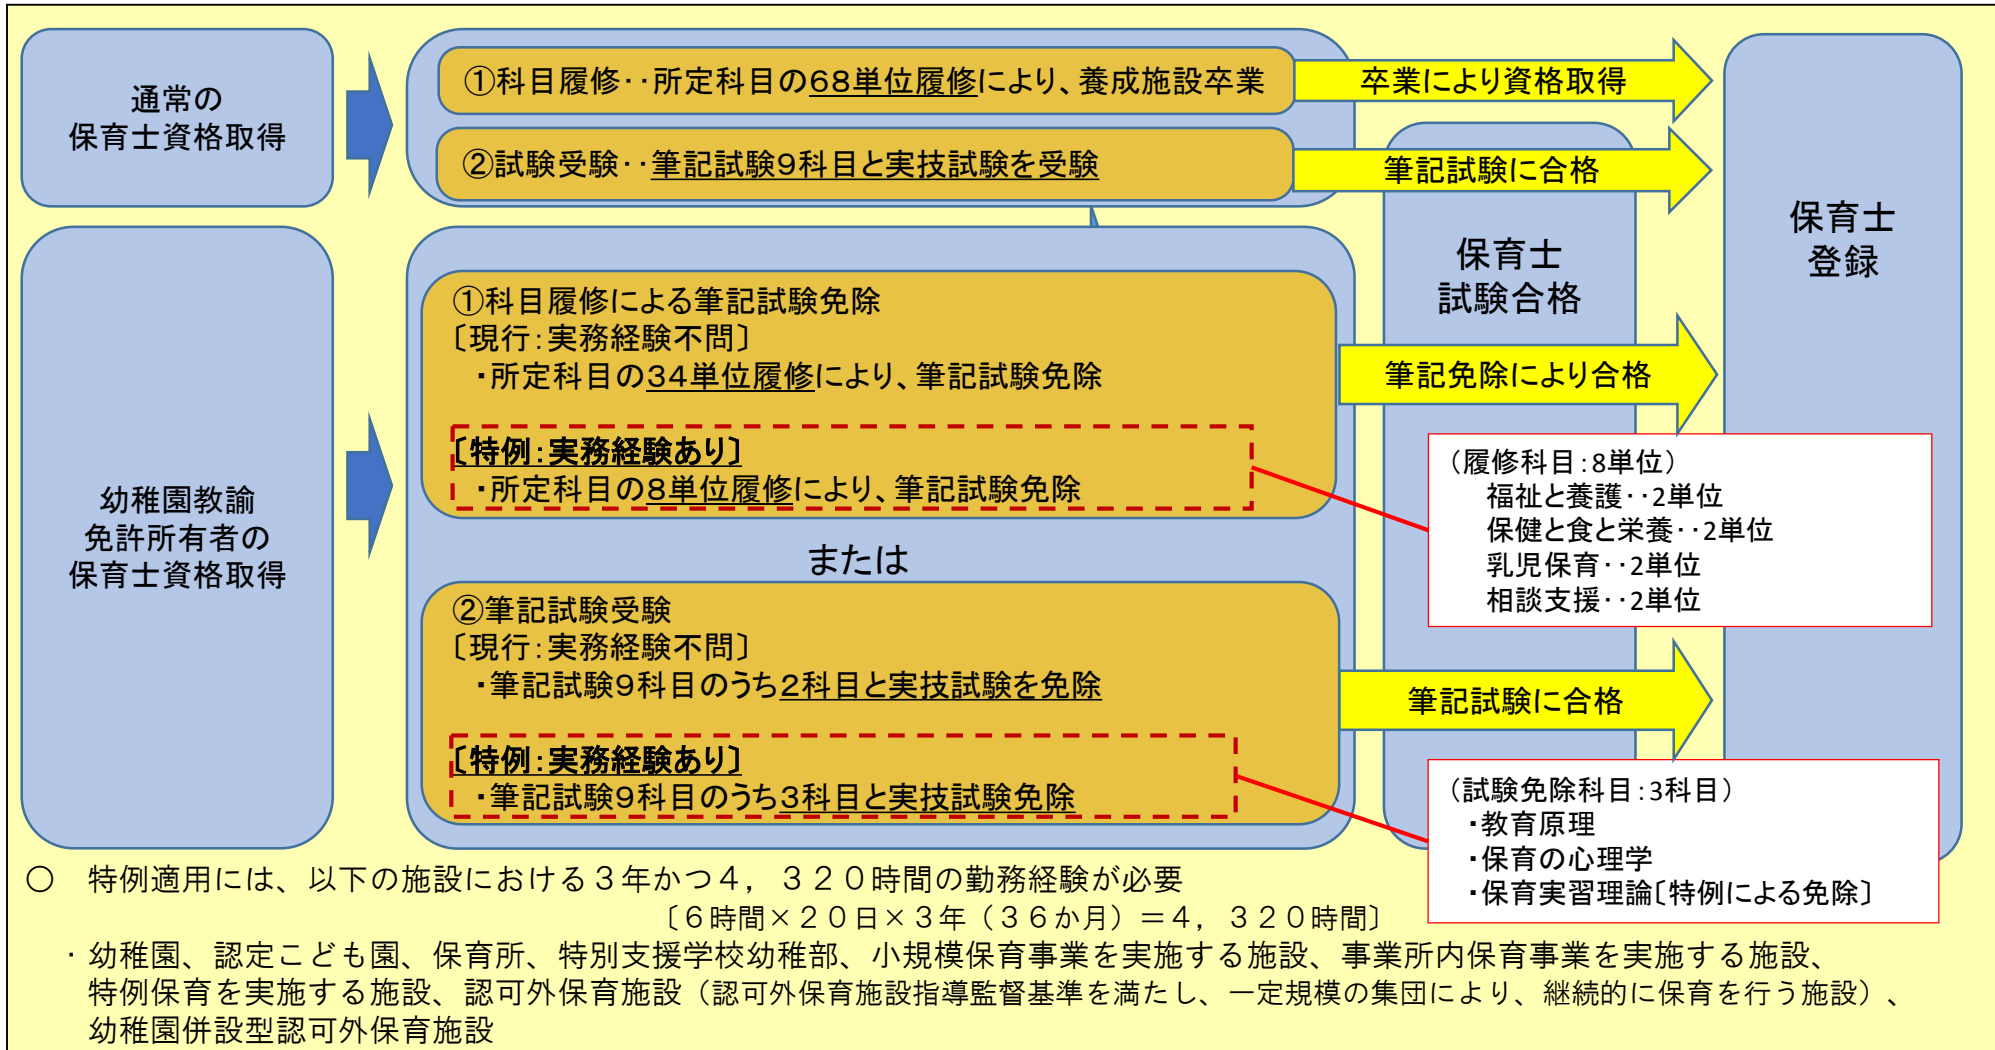 通常の
保育士資格取得
①科目履修‥所定科目の68単位履修により、養成施設卒業
卒業により資格取得
②試験受験‥筆記試験9科目と実技試験を受験
筆記試験に合格
保育士
試験合格
保育士
登録
幼稚園教諭
免許所有者の
保育士資格取得
①科目履修による筆記試験免除
〔現行:実務経験不問〕
・所定科目の34単位履修により、筆記試験免除
〔特例:実務経験あり〕
・所定科目の8単位履修により、筆記試験免除
筆記免除により合格
（履修科目:8単位）
福祉と養護‥2単位
保健と食と栄養‥2単位
乳児保育‥2単位
相談支援‥2単位
または
②筆記試験受験
〔現行:実務経験不問〕
・筆記試験9科目のうち2科目と実技試験を免除
〔特例:実務経験あり〕
・筆記試験9科目のうち3科目と実技試験免除
筆記試験に合格
（試験免除科目:3科目）
・教育原理
・保育の心理学
・保育実習理論〔特例による免除〕
○　特例適用には、以下の施設における３年かつ４，３２０時間の勤務経験が必要
〔６時間×２０日×３年（３６か月）＝４，３２０時間〕
・幼稚園、認定こども園、保育所、特別支援学校幼稚部、小規模保育事業を実施する施設、事業所内保育事業を実施する施設、
特例保育を実施する施設、認可外保育施設（認可外保育施設指導監督基準を満たし、一定規模の集団により、継続的に保育を行う施設）、
幼稚園併設型認可外保育施設